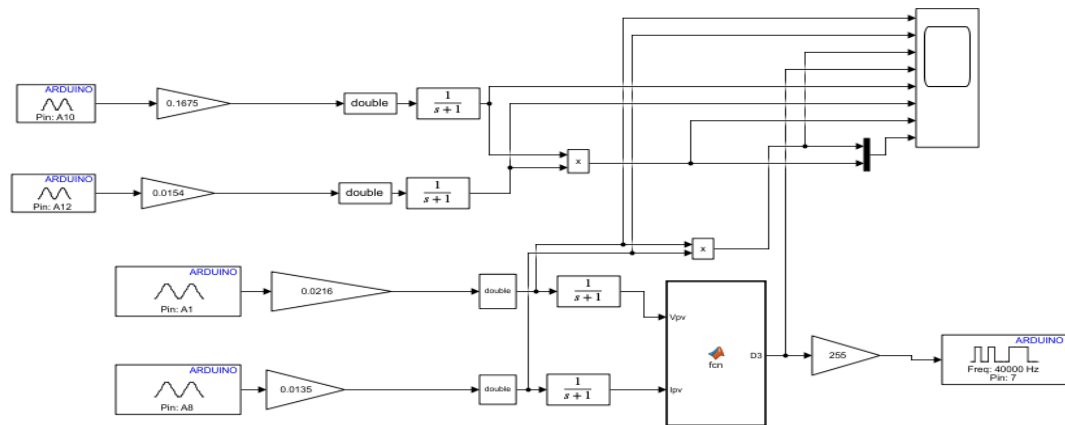 ARDUINO
Pin: A10
0.1675
double
1
s + 1
ARDUINO
Pin: A12
0.0154
double
1
s + 1
x
x
ARDUINO
Pin: A1
0.0216
double
1
s + 1
ARDUINO
Pin: A8
0.0135
double
1
s + 1
Vpv
Ipv
fcn
D3
255
ARDUINO
Freq: 40000 Hz
Pin: 7